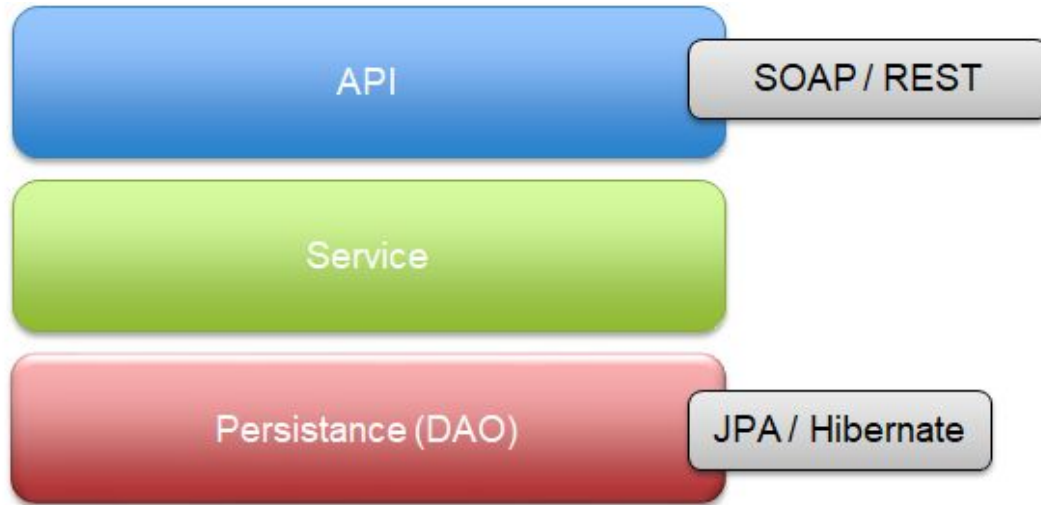 API
SOAP / REST
Service
Persistance (DAO)
JPA / Hibernate